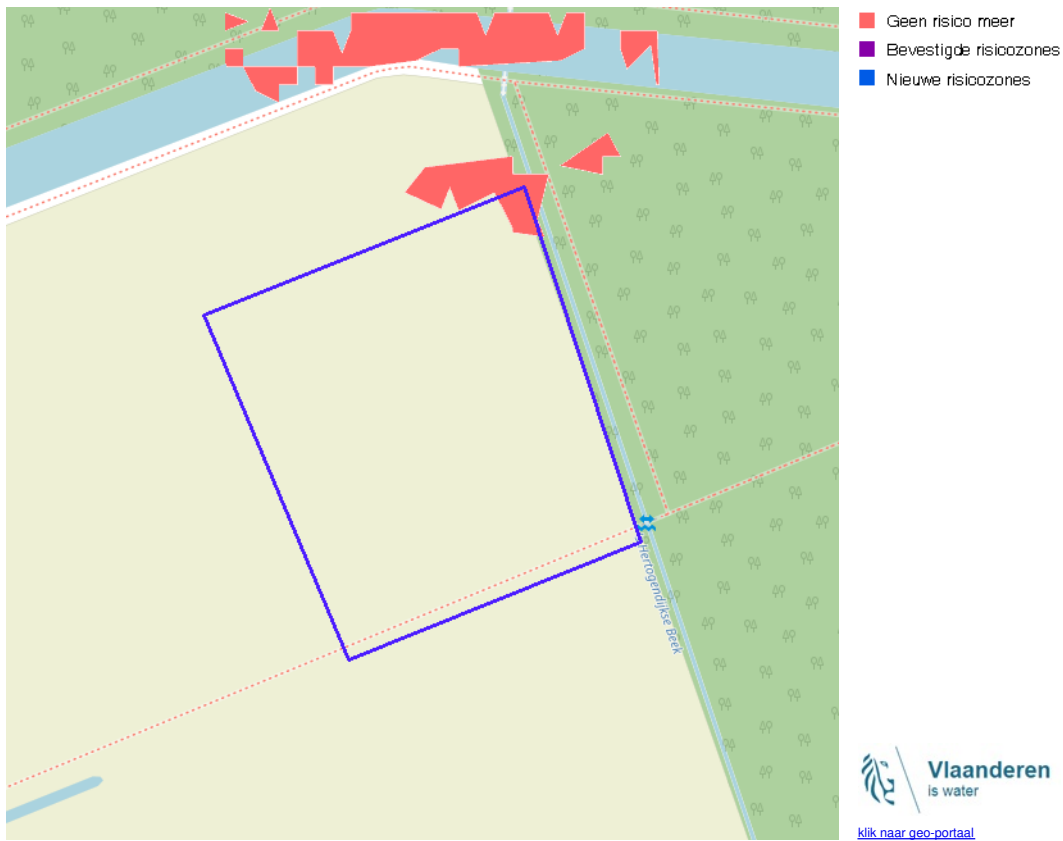 Geen risico meer
Bevestigde risicozones
Nieuwe risicozones
Hertogendijkse Beek
Vlaanderen
is water
klik naar geo-portaal